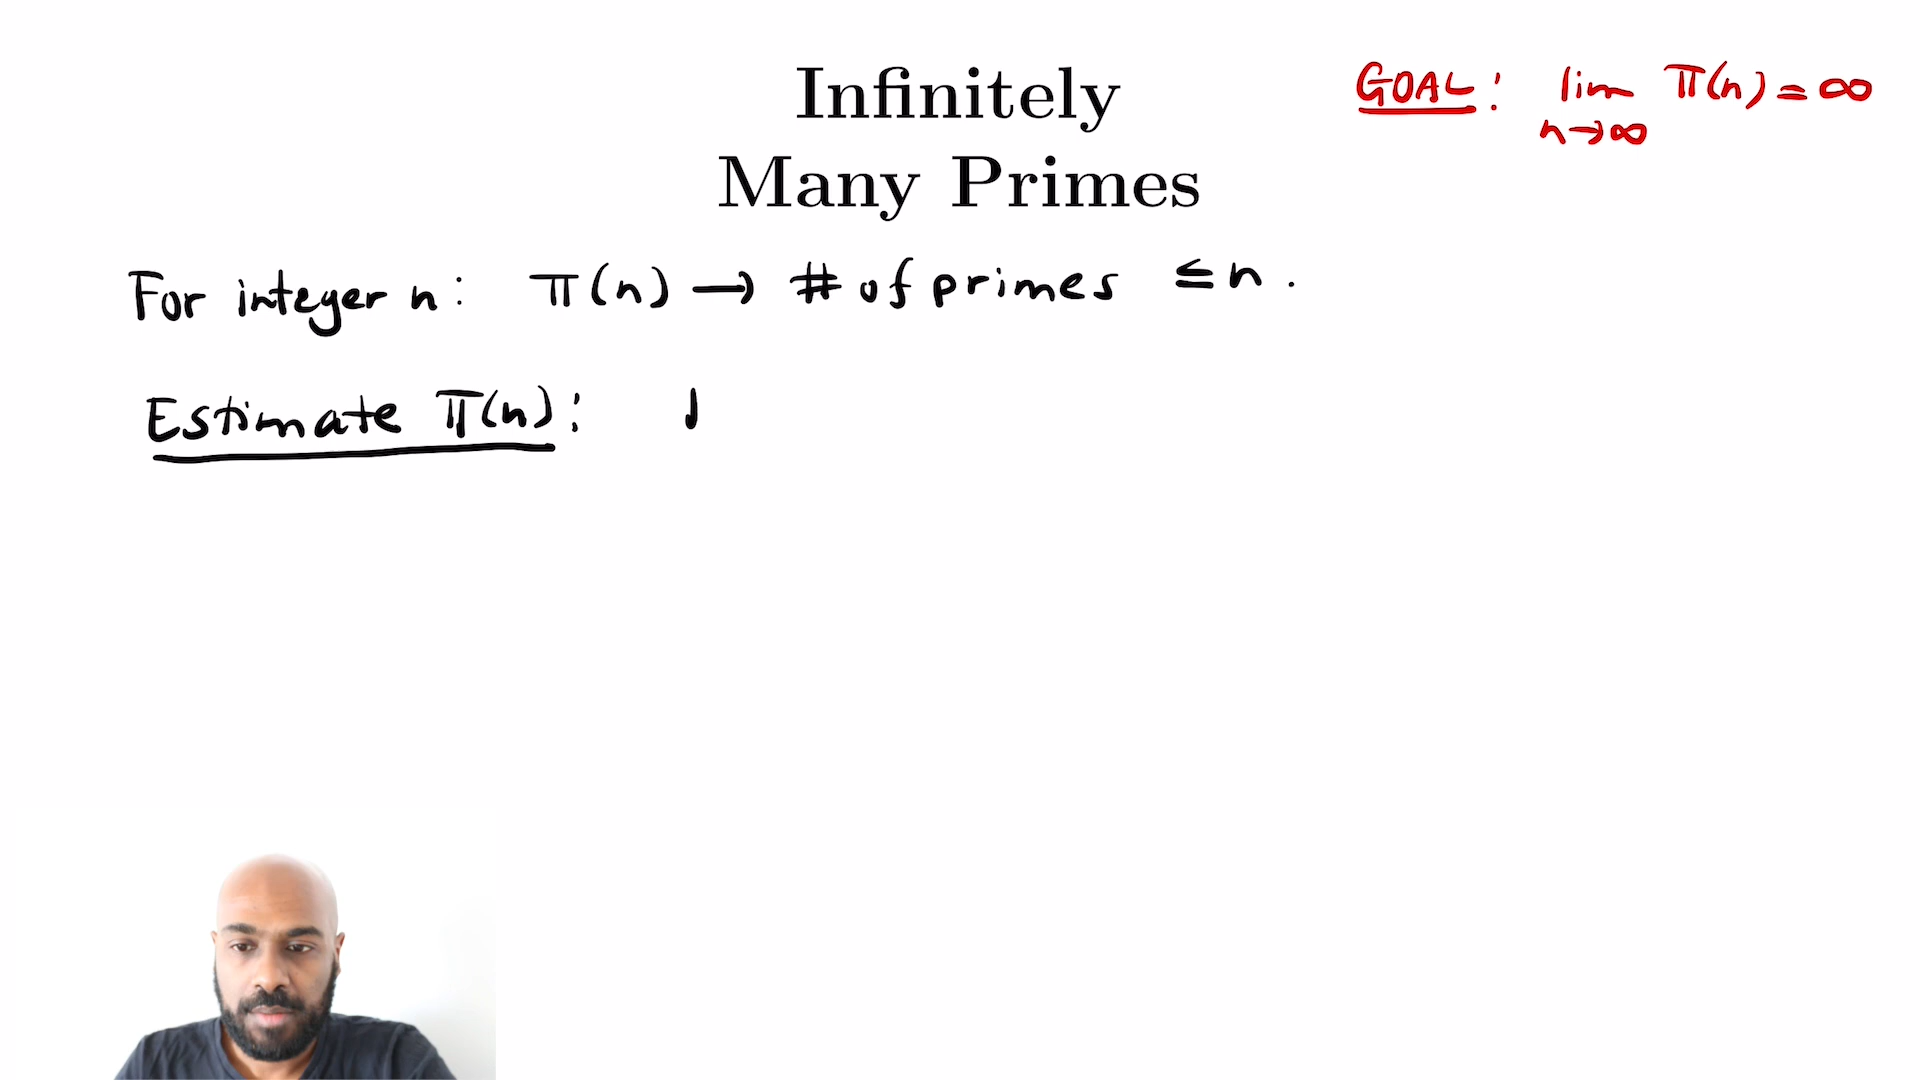 Infinitely
Many Primes
GOAL: lim π(n) = ∞
n→∞
For integer n: π(n) → # of primes ≤ n.
Estimate π(n):